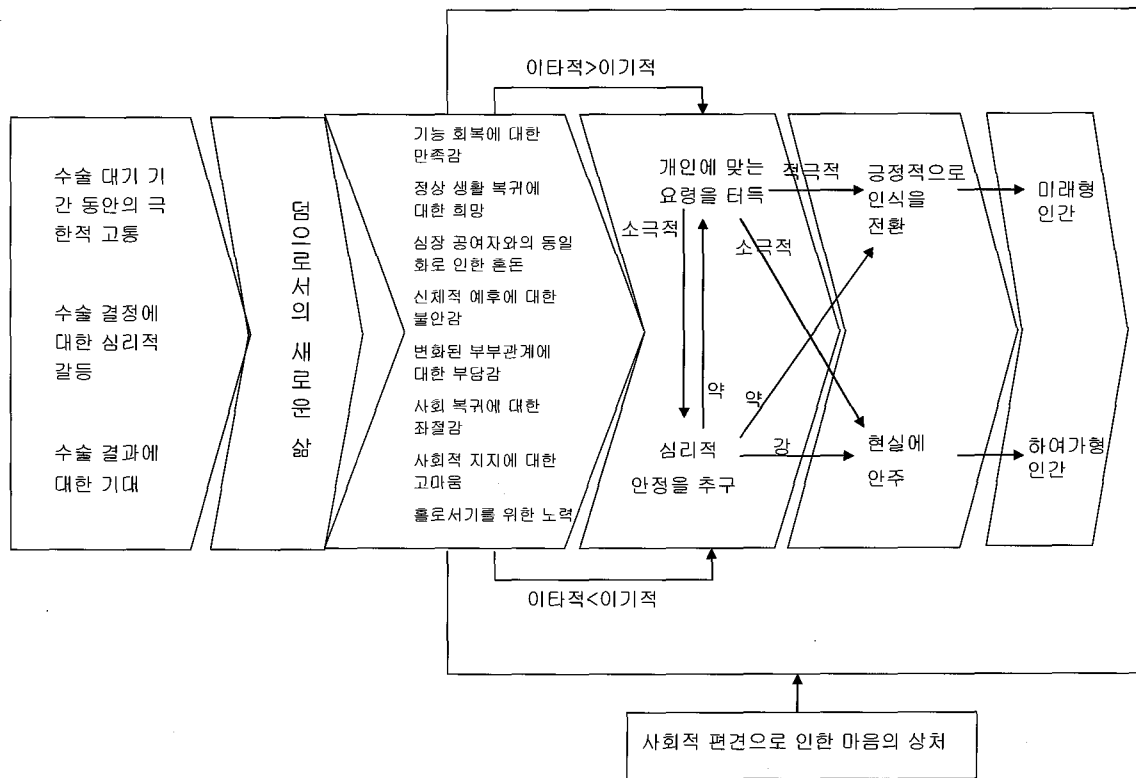 이타적>이기적
수술 대기 기
간 동안의 극
한적 고통
수술 결정에
대한 심리적
갈등
수술 결과에
대한 기대
덤으로서의 새로운 삶
기능 회복에 대한
만족감
정상 생활 복귀에
대한 희망
심장 공여자와의 동일
화로 인한 혼돈
신체적 예후에 대한
불안감
변화된 부부관계에
대한 부담감
사회 복귀에 대한
좌절감
사회적 지지에 대한
고마움
홀로서기를 위한 노력
개인에 맞는
요령을 터득
적극적
소극적
소극적
약
약
강
심리적
안정을 추구
긍정적으로
인식을
전환
현실에
안주
미래형
인간
하여가형
인간
이타적<이기적
사회적 편견으로 인한 마음의 상처